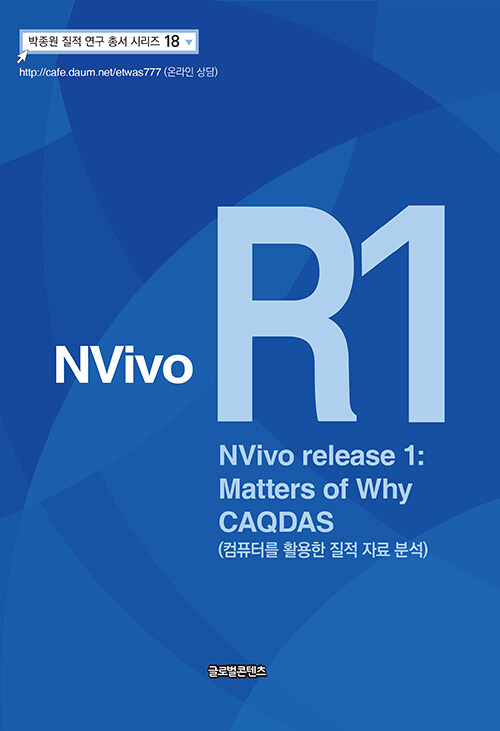 박종원 질적 연구 총서 시리즈 18
http://cafe.daum.net/etwas777 (온라인 상담)
R1
NVivo
NVivo release 1:
Matters of Why
CAQDAS
(컴퓨터를 활용한 질적 자료 분석)
글로벌콘텐츠